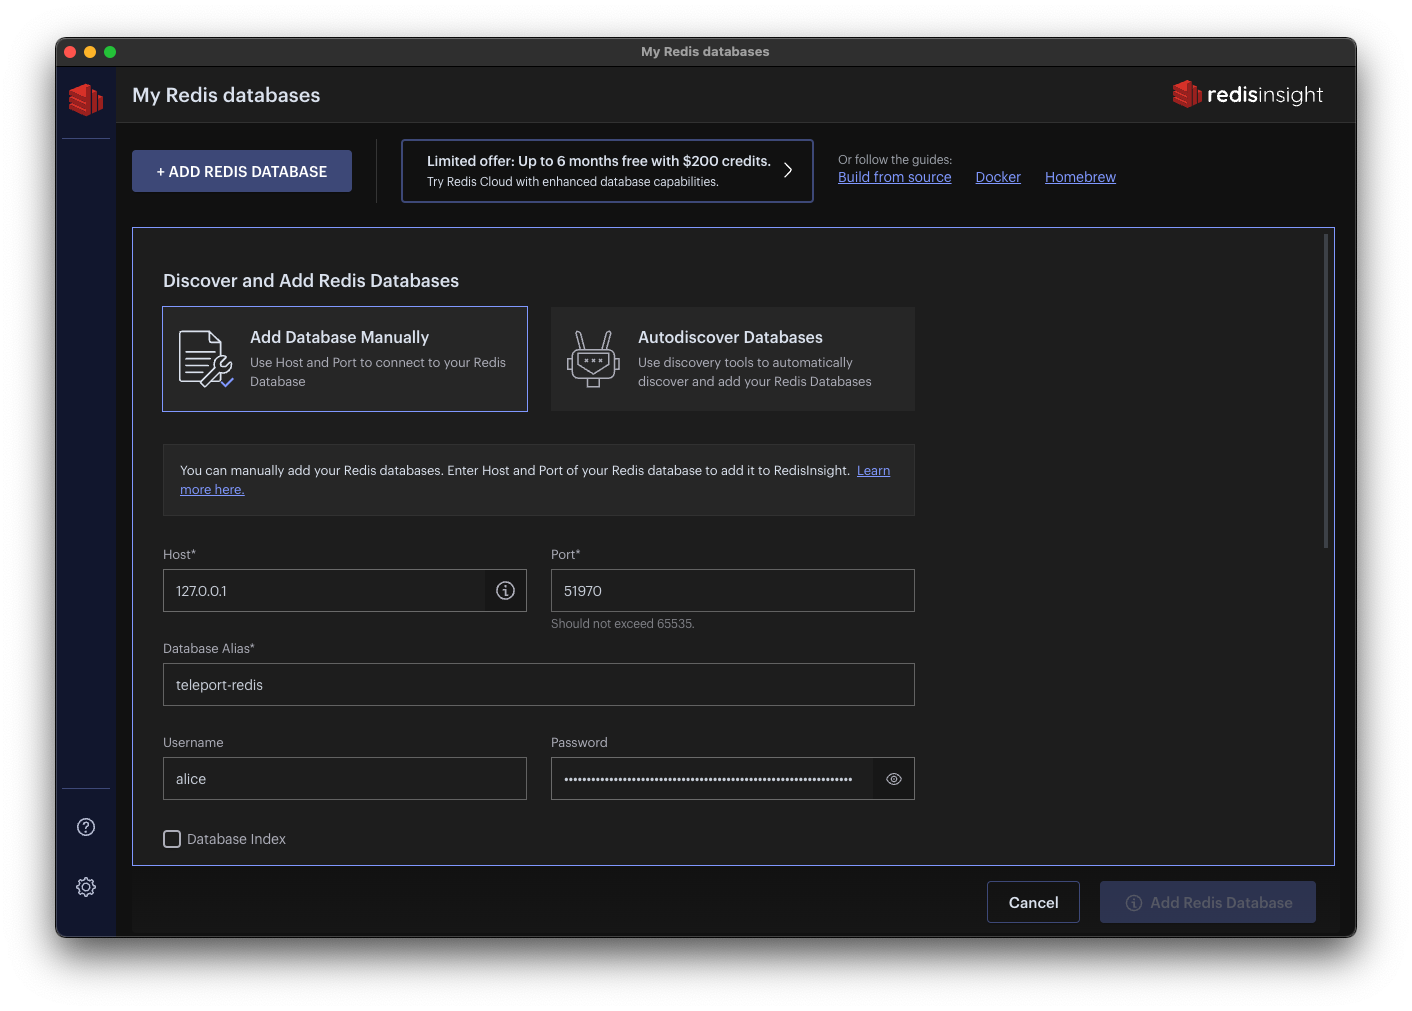 My Redis databases
My Redis databases
redisinsight
+ ADD REDIS DATABASE
Limited offer: Up to 6 months free with $200 credits.
Try Redis Cloud with enhanced database capabilities.
Or follow the guides:
Build from source
Docker
Homebrew
Discover and Add Redis Databases
Add Database Manually
Use Host and Port to connect to your Redis
Database
Autodiscover Databases
Use discovery tools to automatically
discover and add your Redis Databases
You can manually add your Redis databases. Enter Host and Port of your Redis database to add it to RedisInsight. Learn
more here.
Host*
Port*
127.0.0.1
51970
Should not exceed 65535.
Database Alias*
teleport-redis
Username
Password
alice
Database Index
Cancel
Add Redis Database